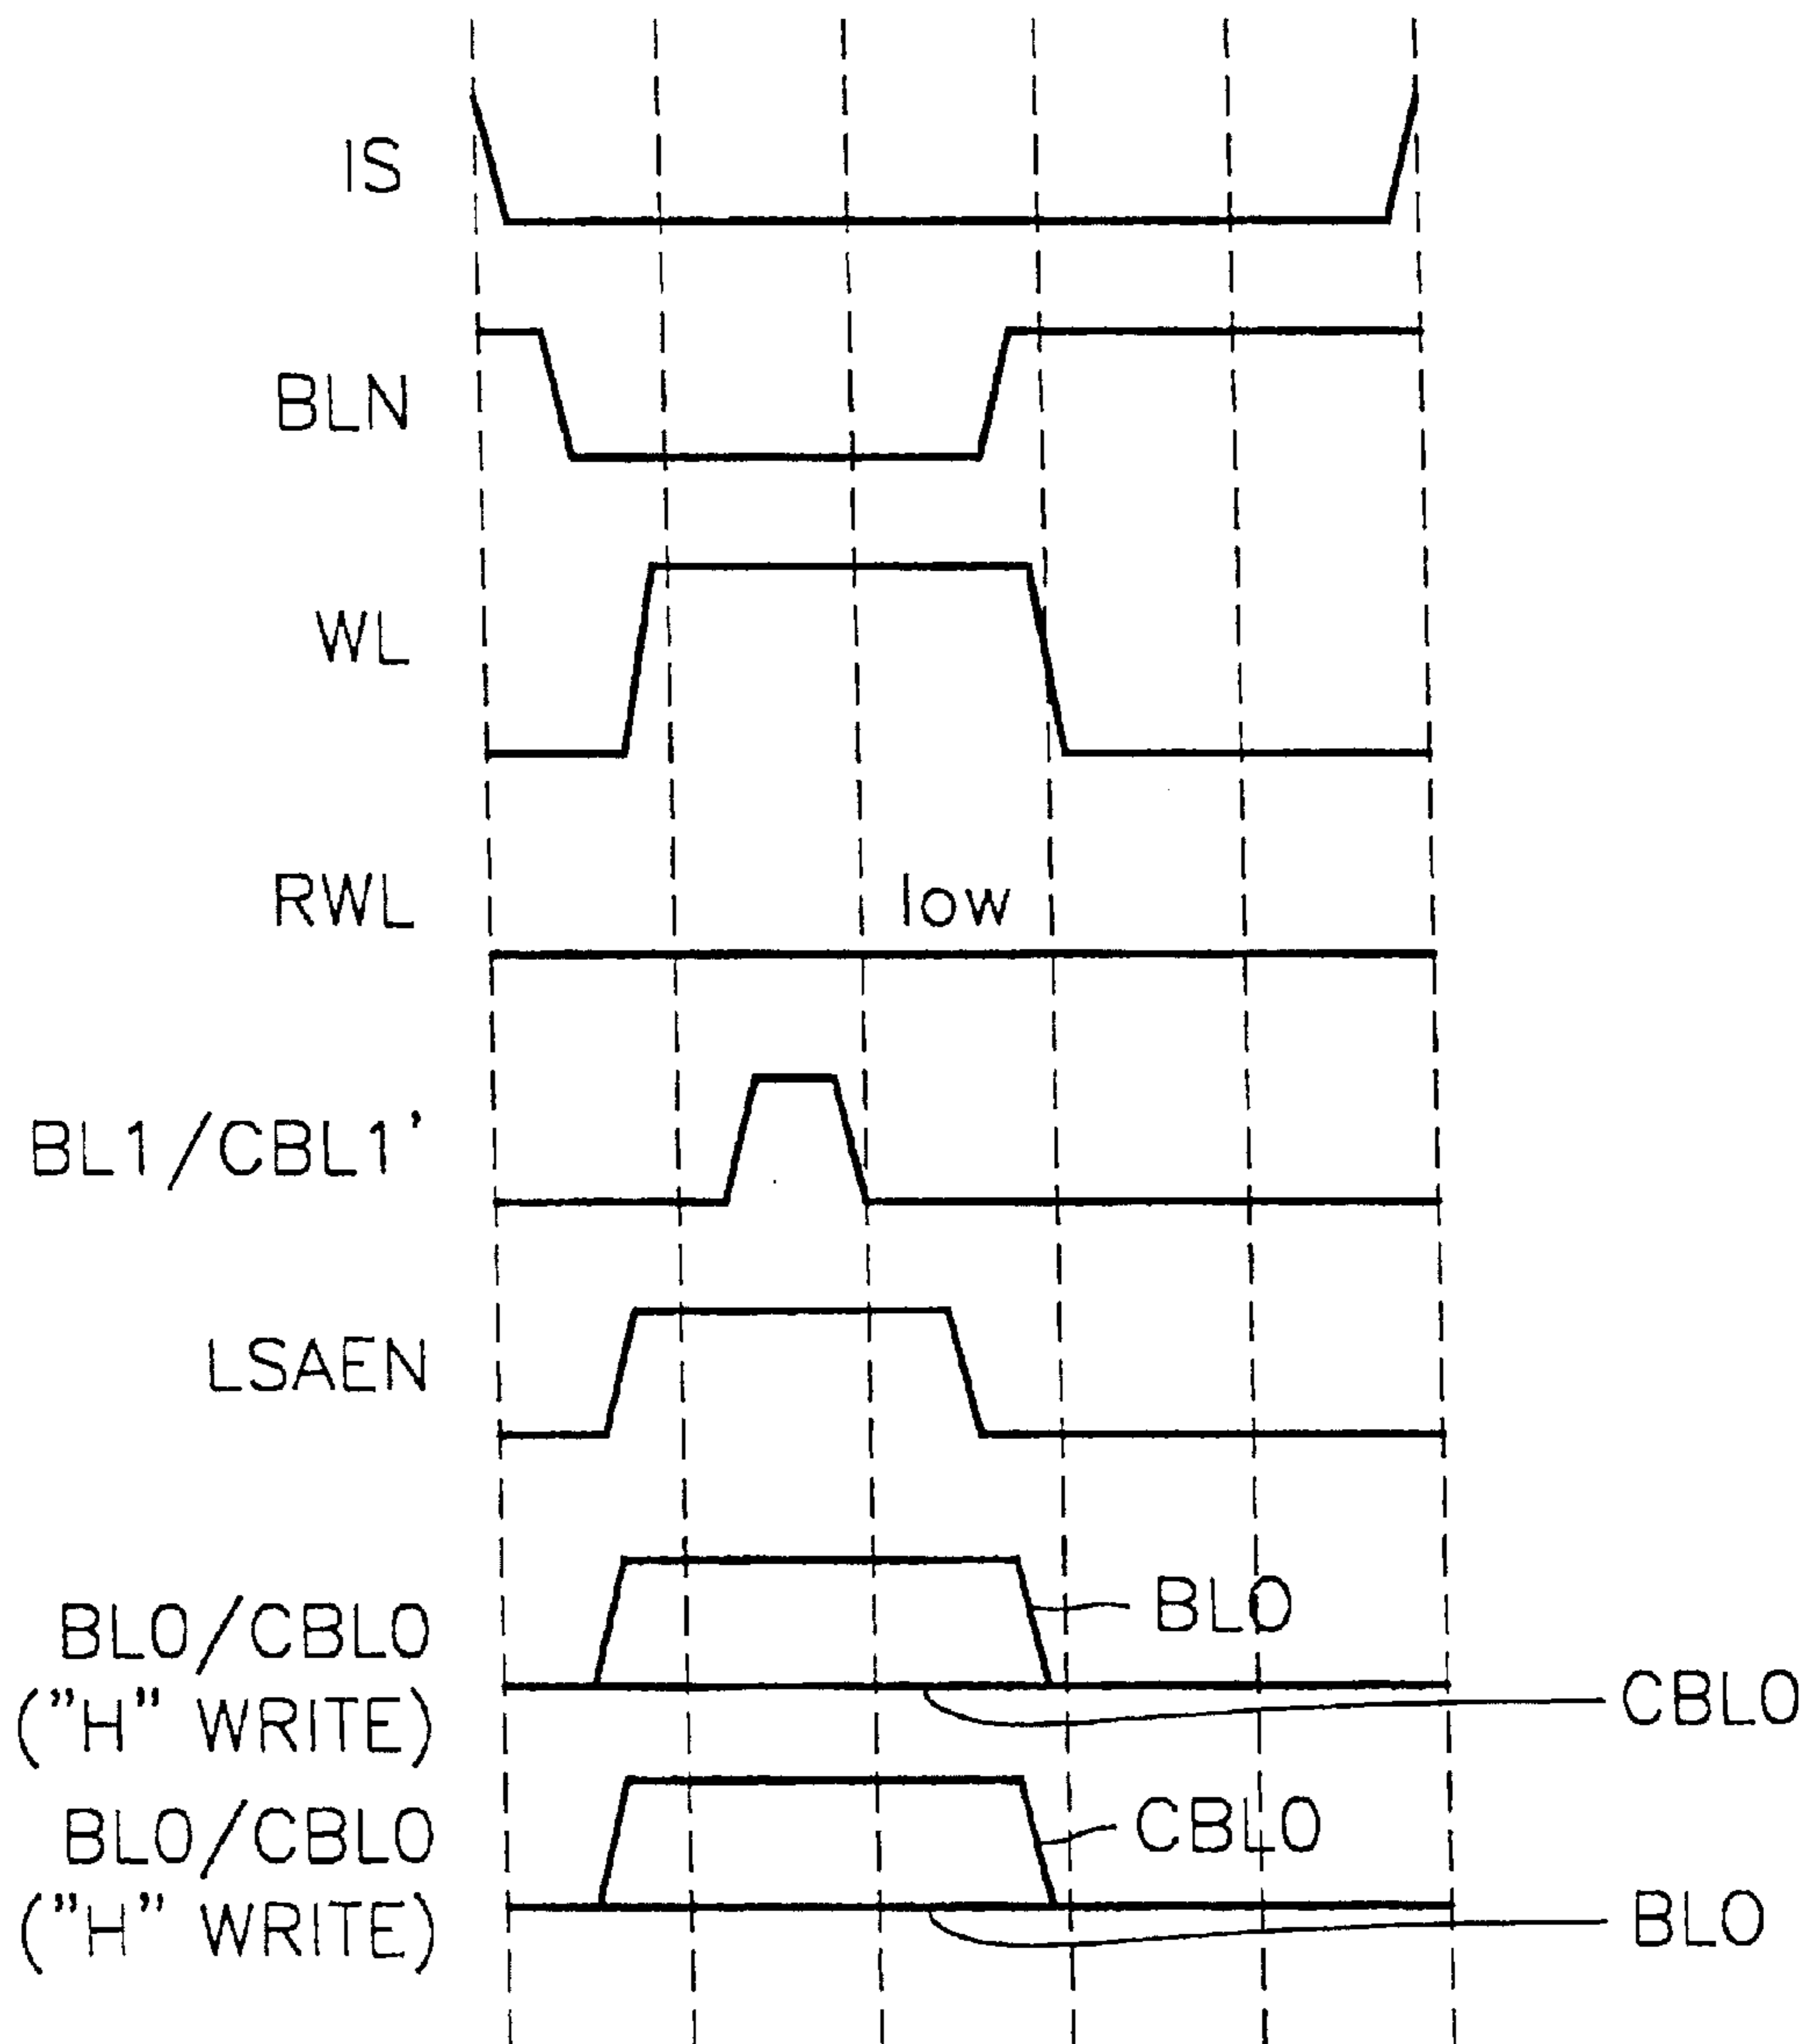 IS
BLN
WL
RWL
low
BL1/CBL1'
LSAEN
BL0/CBL0
("H" WRITE)
BL0
CBL0
BL0/CBL0
("H" WRITE)
CBL0
BL0